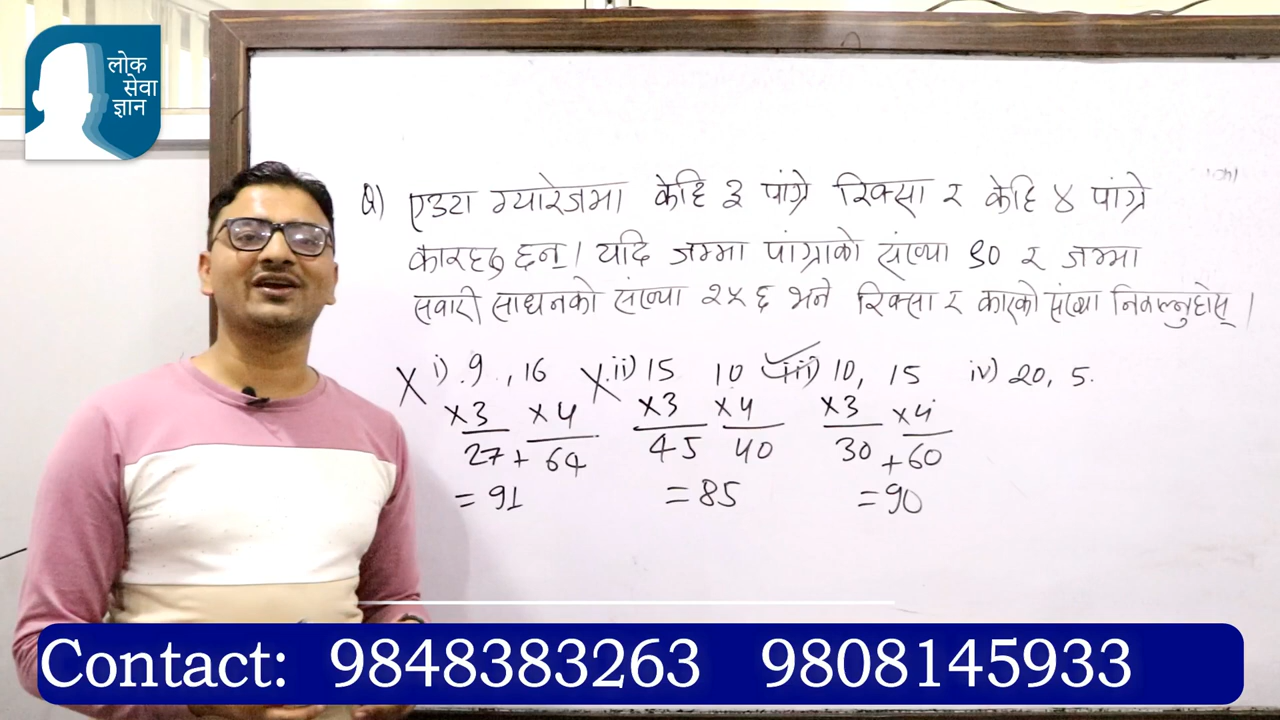 लोक
सेवा
ज्ञान
Q) एउटा ग्यारेजमा केहि ३ पांग्रे रिक्सा र केहि ४ पांग्रे
कारहरु छन् । यदि जम्मा पांग्राको संख्या ९० र जम्मा
सवारी साधनको संख्या २५ छ भने रिक्सा र कारको संख्या निकाल्नुहोस् ।
X i) 9, 16 X ii) 15 10 ✓ iii) 10, 15 iv) 20, 5.
×3 ×4 ×3 ×4 ×3 ×4
27 + 64 45 40 30 + 60
= 91 = 85 = 90
Contact: 9848383263 9808145933